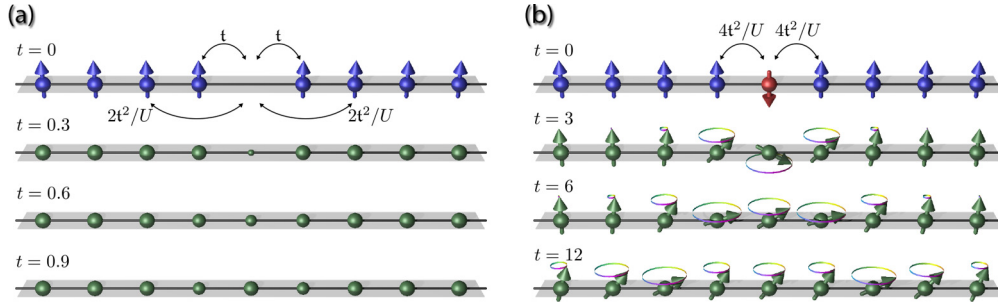 (a)
t = 0
𝔱 𝔱
2𝔱²/U 2𝔱²/U
t = 0.3
t = 0.6
t = 0.9
(b)
t = 0
4𝔱²/U 4𝔱²/U
t = 3
t = 6
t = 12